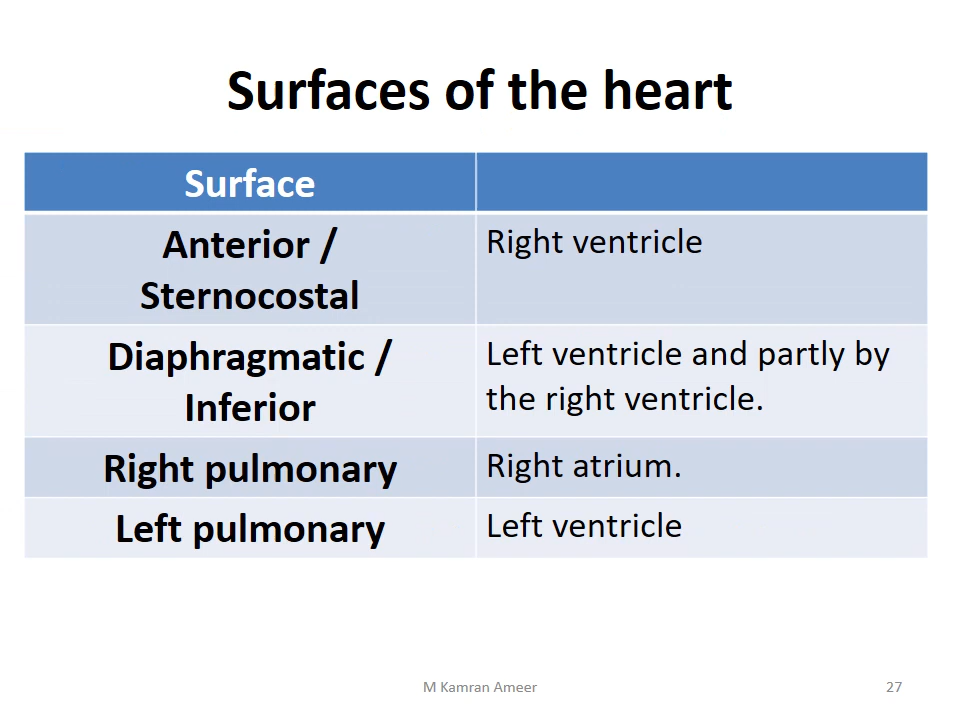 Surfaces of the heart
Surface
Anterior /
Sternocostal
Right ventricle
Diaphragmatic /
Inferior
Left ventricle and partly by
the right ventricle.
Right pulmonary
Right atrium.
Left pulmonary
Left ventricle
M Kamran Ameer
27